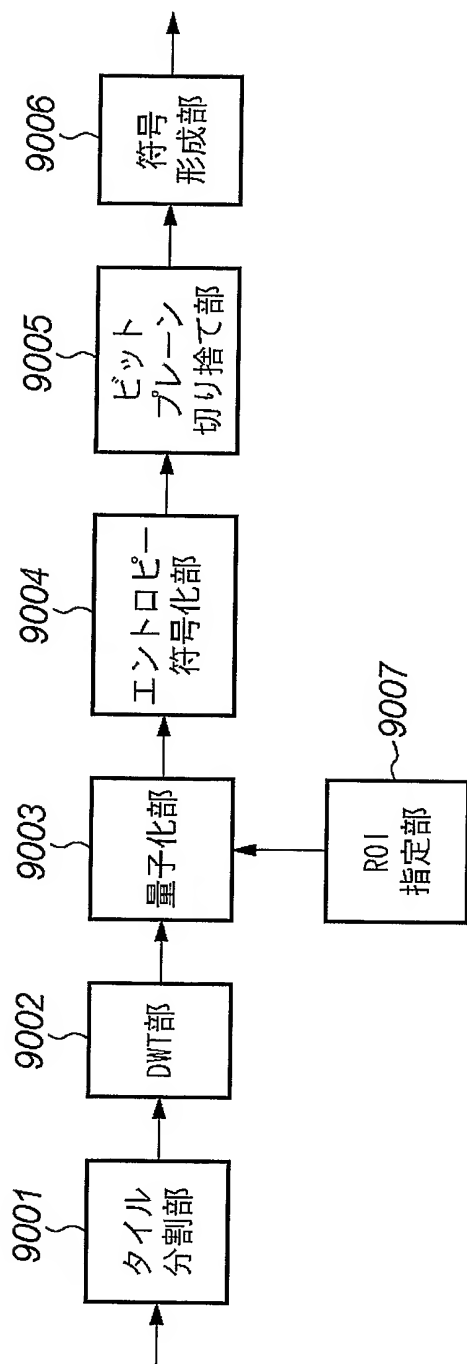 9001
タイル
分割部
9002
DWT部
9003
量子化部
9004
エントロピー
符号化部
9005
ビット
プレーン
切り捨て部
9006
符号
形成部
9007
ROI
指定部